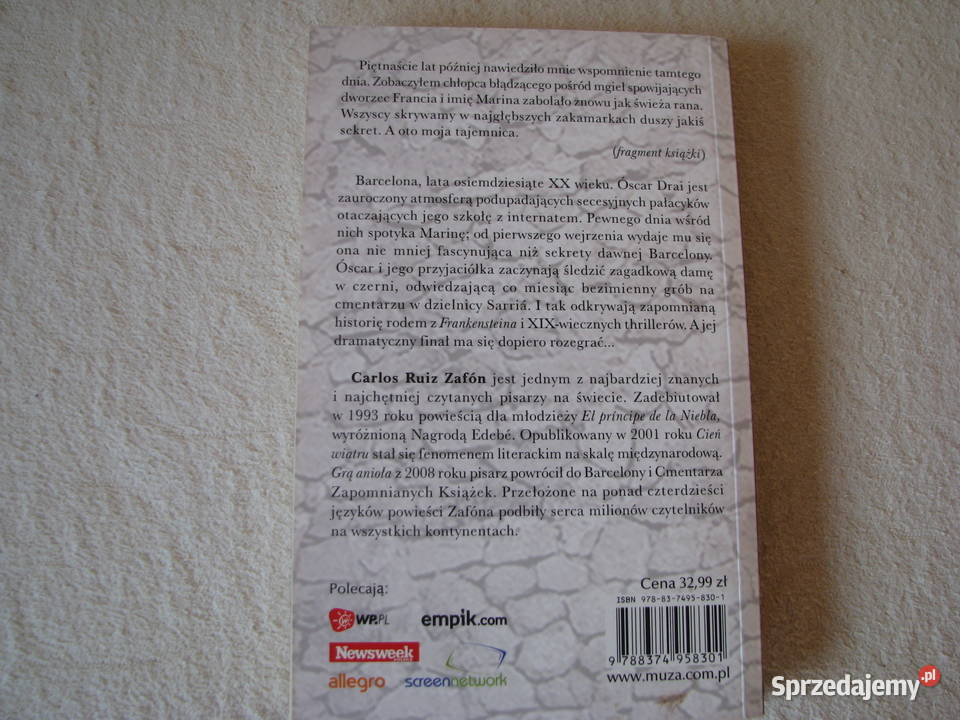 Piętnaście lat później nawiedziło mnie wspomnienie tamtego
dnia. Zobaczyłem chłopca błądzącego pośród mgieł spowijających
dworzec Francia i imię Marina zabolało znowu jak świeża rana.
Wszyscy skrywamy w najgłębszych zakamarkach duszy jakiś
sekret. A oto moja tajemnica.
(fragment książki)
Barcelona, lata osiemdziesiąte XX wieku. Óscar Drai jest
zauroczony atmosferą podupadających secesyjnych pałacyków
otaczających jego szkołę z internatem. Pewnego dnia wśród
nich spotyka Marinę; od pierwszego wejrzenia wydaje mu się
ona nie mniej fascynująca niż sekrety dawnej Barcelony.
Óscar i jego przyjaciółka zaczynają śledzić zagadkową damę
w czerni, odwiedzającą co miesiąc bezimienny grób na
cmentarzu w dzielnicy Sarriá. I tak odkrywają zapomnianą
historię rodem z Frankensteina i XIX-wiecznych thrillerów. A jej
dramatyczny finał ma się dopiero rozegrać...
Carlos Ruiz Zafón jest jednym z najbardziej znanych
i najchętniej czytanych pisarzy na świecie. Zadebiutował
w 1993 roku powieścią dla młodzieży El príncipe de la Niebla,
wyróżnioną Nagrodą Edebé. Opublikowany w 2001 roku Cień
wiatru stał się fenomenem literackim na skalę międzynarodową.
Grą anioła z 2008 roku pisarz powrócił do Barcelony i Cmentarza
Zapomnianych Książek. Przełożone na ponad czterdzieści
języków powieści Zafóna podbiły serca milionów czytelników
na wszystkich kontynentach.
Polecają:
WP.PL
empik.com
Newsweek
allegro
screennetwork
Cena 32,99 zł
ISBN 978-83-7495-830-1
9 788374 958301
www.muza.com.pl
Sprzedajemy.pl